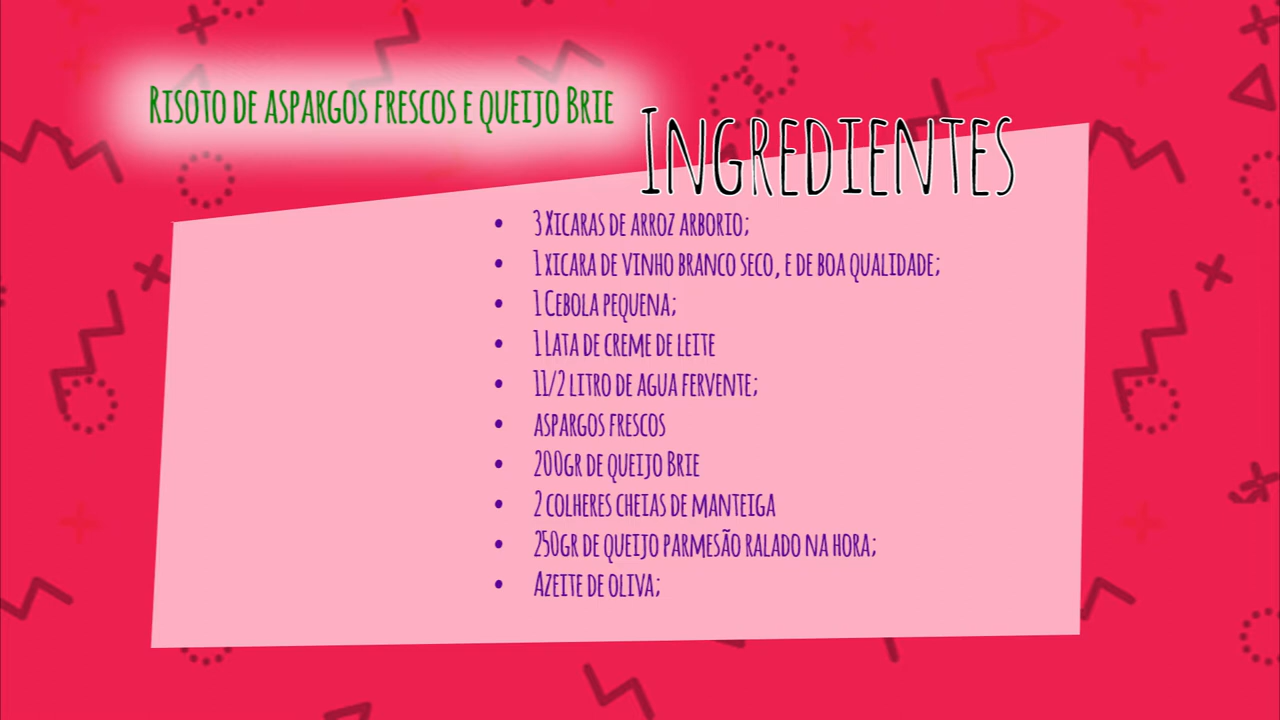 Risoto de aspargos frescos e queijo Brie
Ingredientes
• 3 Xicaras de arroz arborio;
• 1 xicara de vinho branco seco, e de boa qualidade;
• 1 Cebola pequena;
• 1 Lata de creme de leite
• 11/2 litro de agua fervente;
• aspargos frescos
• 200gr de queijo Brie
• 2 colheres cheias de manteiga
• 250gr de queijo parmesão ralado na hora;
• Azeite de oliva;